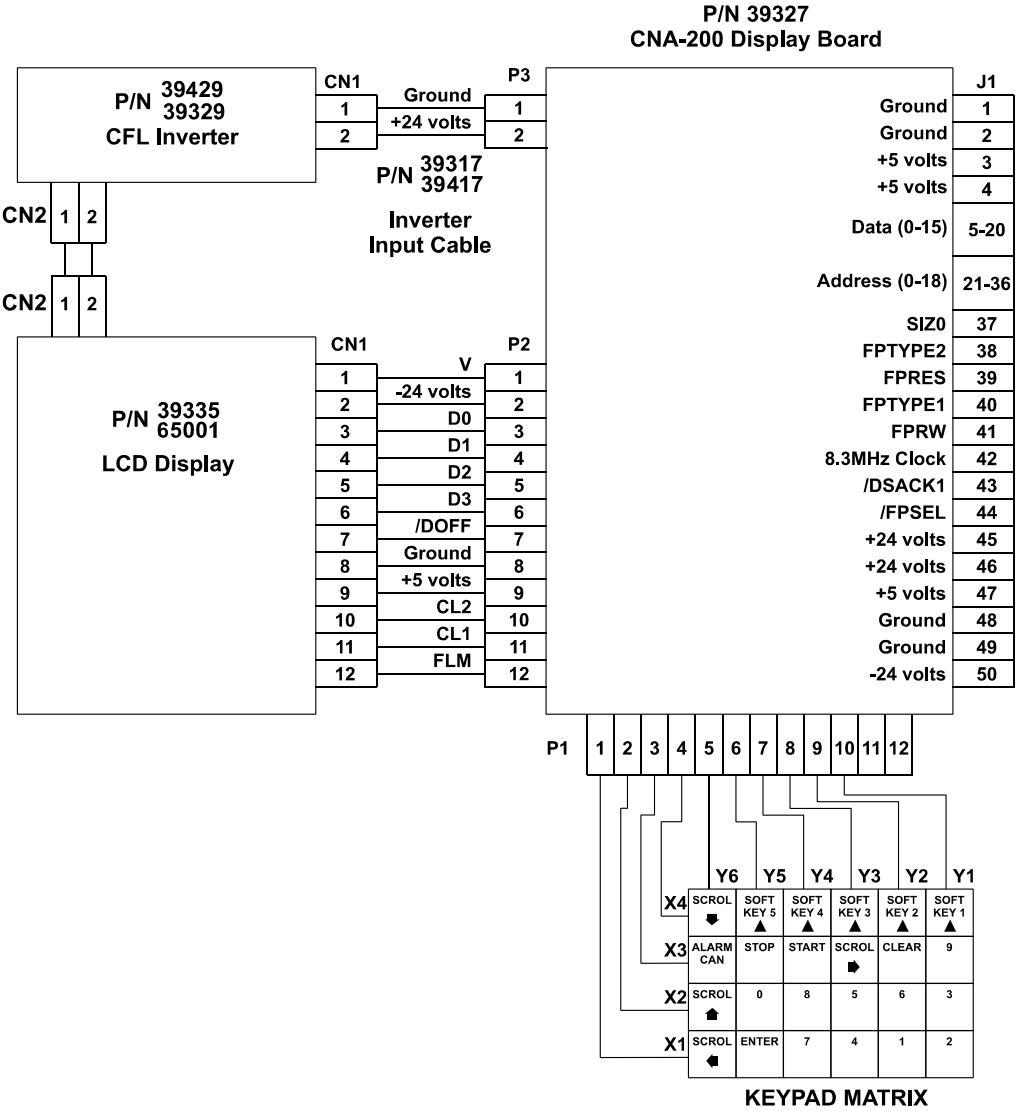 P/N 39327
CNA-200 Display Board
P/N 39429
39329
CFL Inverter
CN1
1
2
Ground
+24 volts
P3
1
2
P/N 39317
39417
Inverter
Input Cable
CN2 1 2
CN2 1 2
P/N 39335
65001
LCD Display
CN1
1
2
3
4
5
6
7
8
9
10
11
12
V
-24 volts
D0
D1
D2
D3
/DOFF
Ground
+5 volts
CL2
CL1
FLM
P2
1
2
3
4
5
6
7
8
9
10
11
12
J1
Ground 1
Ground 2
+5 volts 3
+5 volts 4
Data (0-15) 5-20
Address (0-18) 21-36
SIZ0 37
FPTYPE2 38
FPRES 39
FPTYPE1 40
FPRW 41
8.3MHz Clock 42
/DSACK1 43
/FPSEL 44
+24 volts 45
+24 volts 46
+5 volts 47
Ground 48
Ground 49
-24 volts 50
P1 1 2 3 4 5 6 7 8 9 10 11 12
Y6 Y5 Y4 Y3 Y2 Y1
X4 SCROL SOFT KEY 5 SOFT KEY 4 SOFT KEY 3 SOFT KEY 2 SOFT KEY 1
X3 ALARM CAN STOP START SCROL CLEAR 9
X2 SCROL 0 8 5 6 3
X1 SCROL ENTER 7 4 1 2
KEYPAD MATRIX